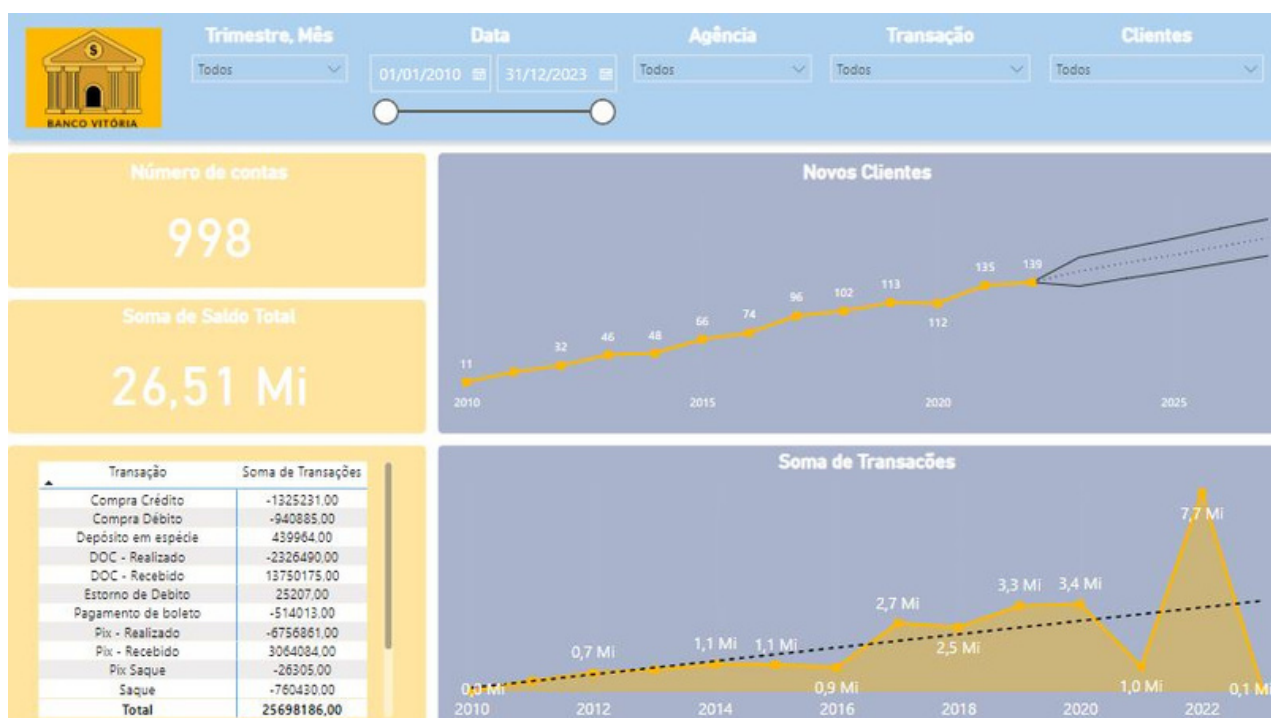 Trimestre, Mês
Todos
Data
01/01/2010
31/12/2023
Agência
Todos
Transação
Todos
Clientes
Todos
$
BANCO VITÓRIA
Número de contas
998
Soma de Saldo Total
26,51 Mi
Novos Clientes
11
32
46
48
66
74
96
102
113
112
135
139
2010
2015
2020
2025
Transação Soma de Transações
Compra Crédito -1325231,00
Compra Débito -940885,00
Depósito em espécie 439964,00
DOC - Realizado -2326490,00
DOC - Recebido 13750175,00
Estorno de Debito 25207,00
Pagamento de boleto -514013,00
Pix - Realizado -6756861,00
Pix - Recebido 3064084,00
Pix Saque -26305,00
Saque -760430,00
Total 25698186,00
Soma de Transacões
0,0 Mi
0,7 Mi
1,1 Mi
1,1 Mi
0,9 Mi
2,7 Mi
2,5 Mi
3,3 Mi
3,4 Mi
1,0 Mi
7,7 Mi
0,1 M
2010
2012
2014
2016
2018
2020
2022